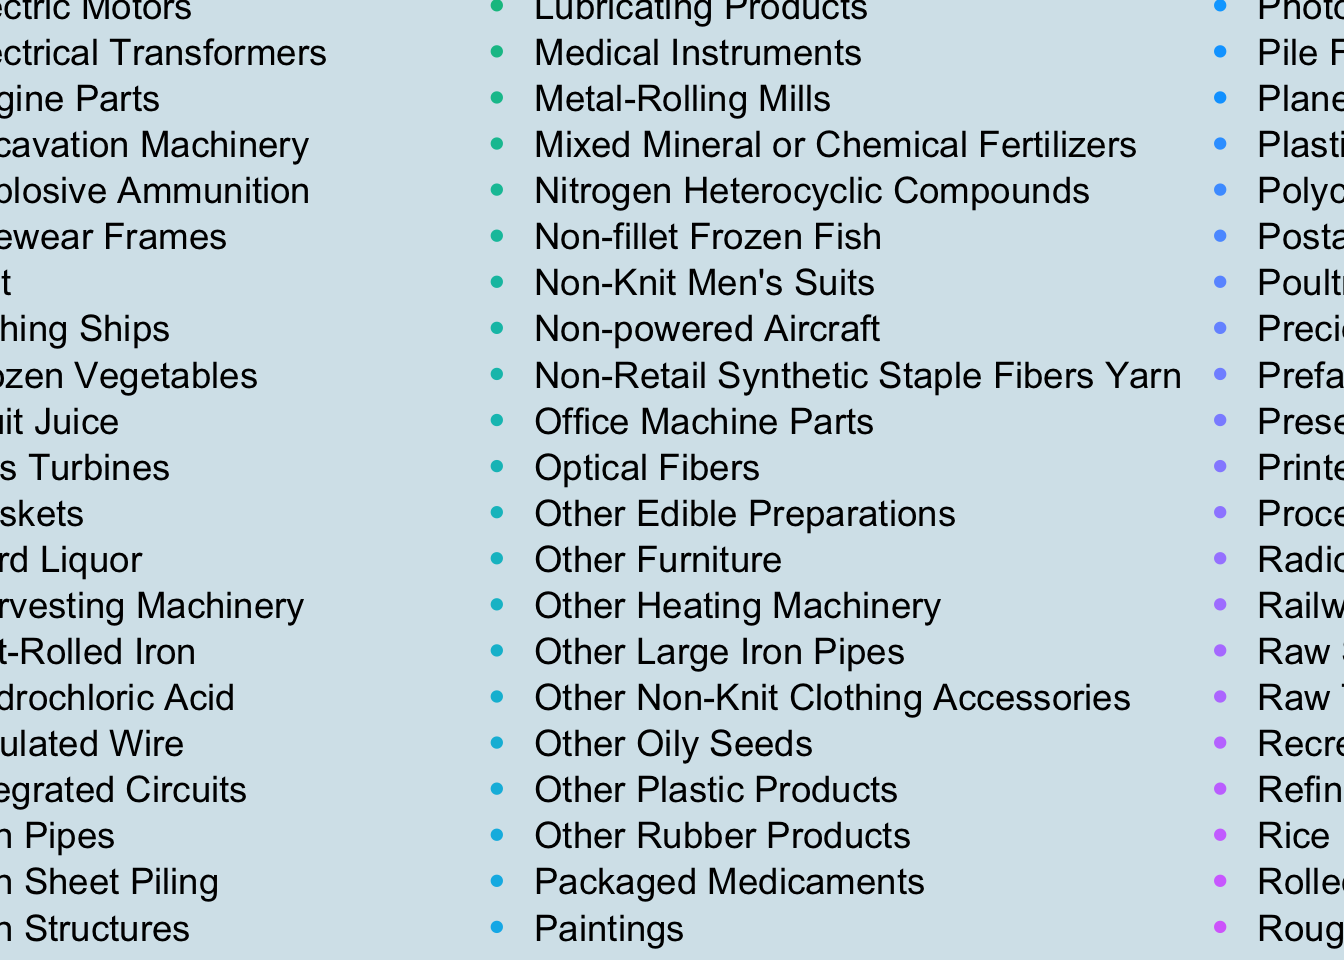 ectric Motors
ectrical Transformers
gine Parts
cavation Machinery
plosive Ammunition
ewear Frames
t
hing Ships
ozen Vegetables
uit Juice
s Turbines
skets
rd Liquor
rvesting Machinery
t-Rolled Iron
drochloric Acid
ulated Wire
egrated Circuits
n Pipes
n Sheet Piling
n Structures
Lubricating Products
Medical Instruments
Metal-Rolling Mills
Mixed Mineral or Chemical Fertilizers
Nitrogen Heterocyclic Compounds
Non-fillet Frozen Fish
Non-Knit Men's Suits
Non-powered Aircraft
Non-Retail Synthetic Staple Fibers Yarn
Office Machine Parts
Optical Fibers
Other Edible Preparations
Other Furniture
Other Heating Machinery
Other Large Iron Pipes
Other Non-Knit Clothing Accessories
Other Oily Seeds
Other Plastic Products
Other Rubber Products
Packaged Medicaments
Paintings
Photo
Pile F
Plane
Plasti
Polyc
Posta
Poult
Preci
Prefa
Prese
Printe
Proce
Radio
Railw
Raw
Raw
Recre
Refin
Rice
Rolle
Roug